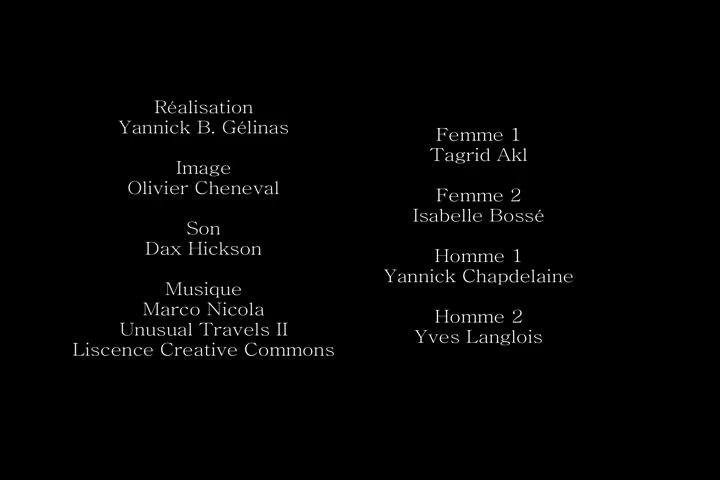 Réalisation
Yannick B. Gélinas
Image
Olivier Cheneval
Son
Dax Hickson
Musique
Marco Nicola
Unusual Travels II
Liscence Creative Commons
Femme 1
Tagrid Akl
Femme 2
Isabelle Bossé
Homme 1
Yannick Chapdelaine
Homme 2
Yves Langlois